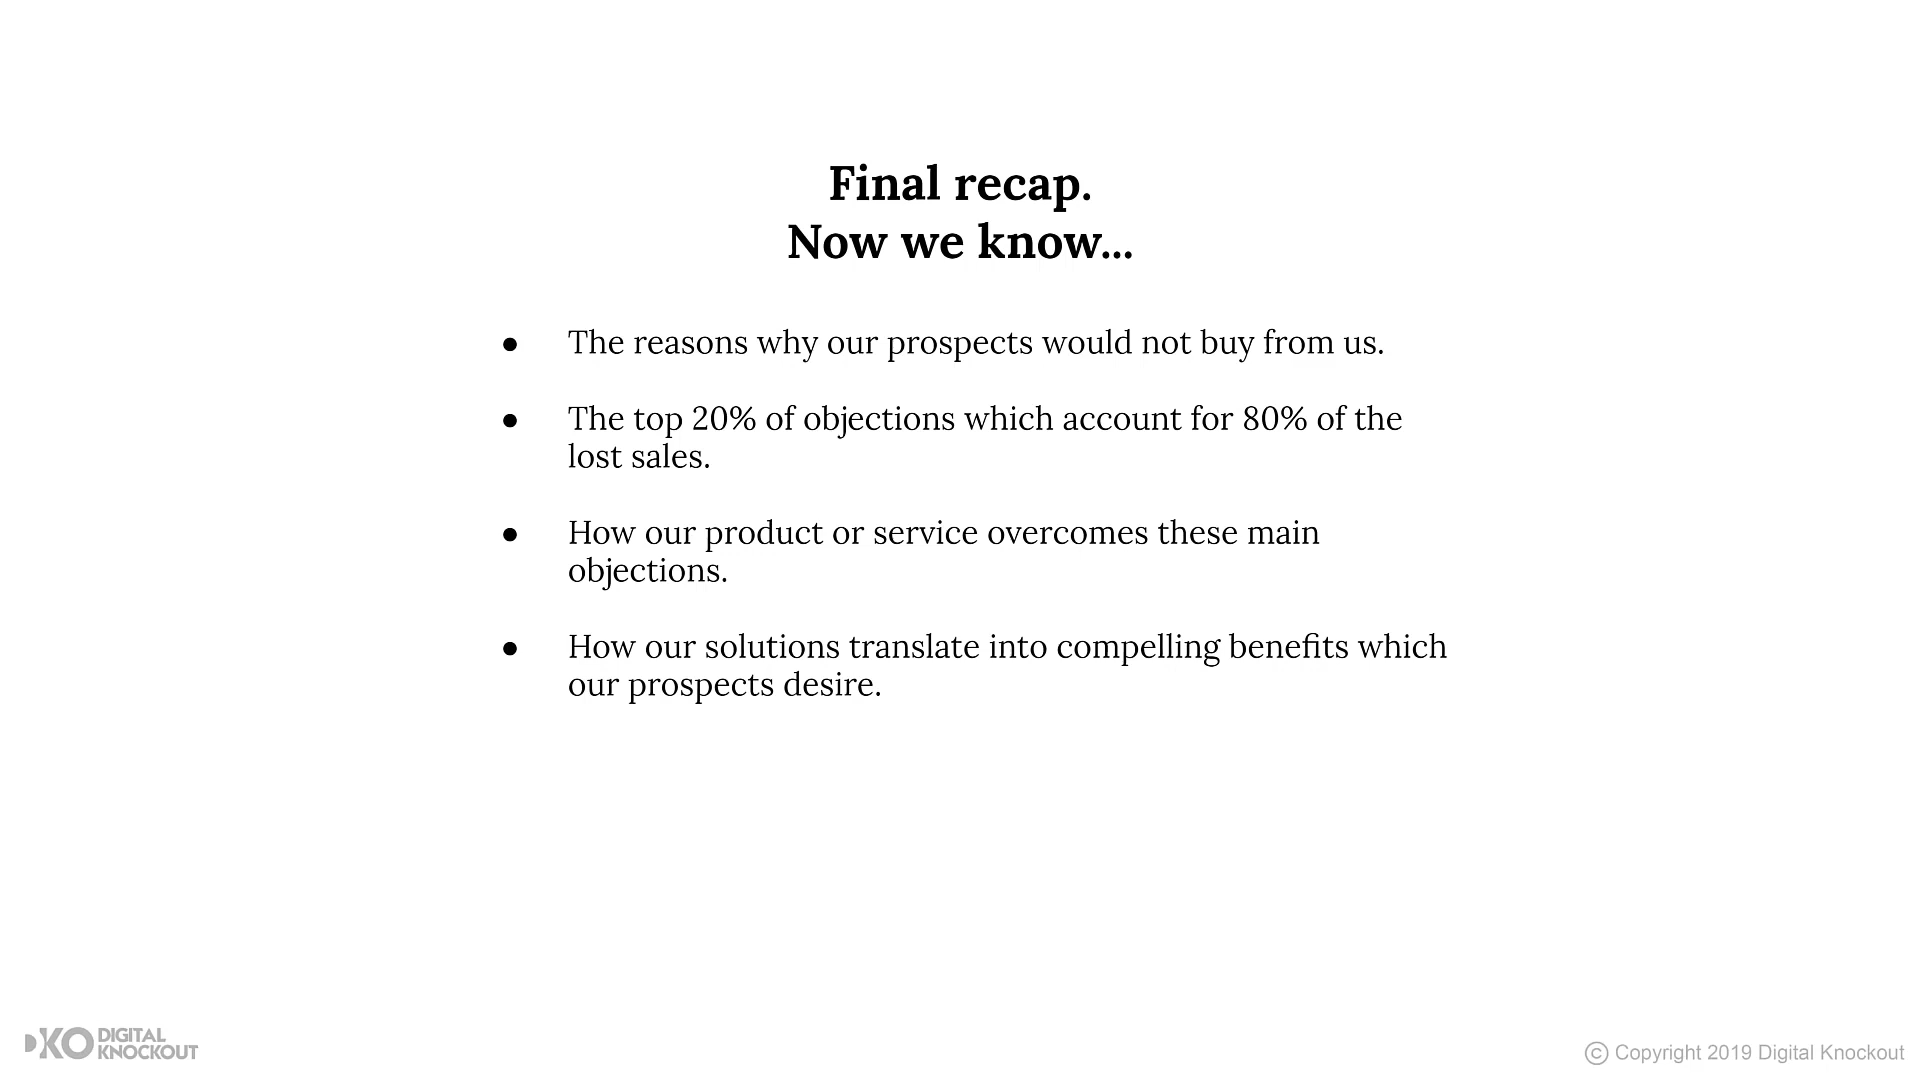 Final recap.
Now we know...
● The reasons why our prospects would not buy from us.
● The top 20% of objections which account for 80% of the
lost sales.
● How our product or service overcomes these main
objections.
● How our solutions translate into compelling benefits which
our prospects desire.
DKO DIGITAL
KNOCKOUT
© Copyright 2019 Digital Knockout